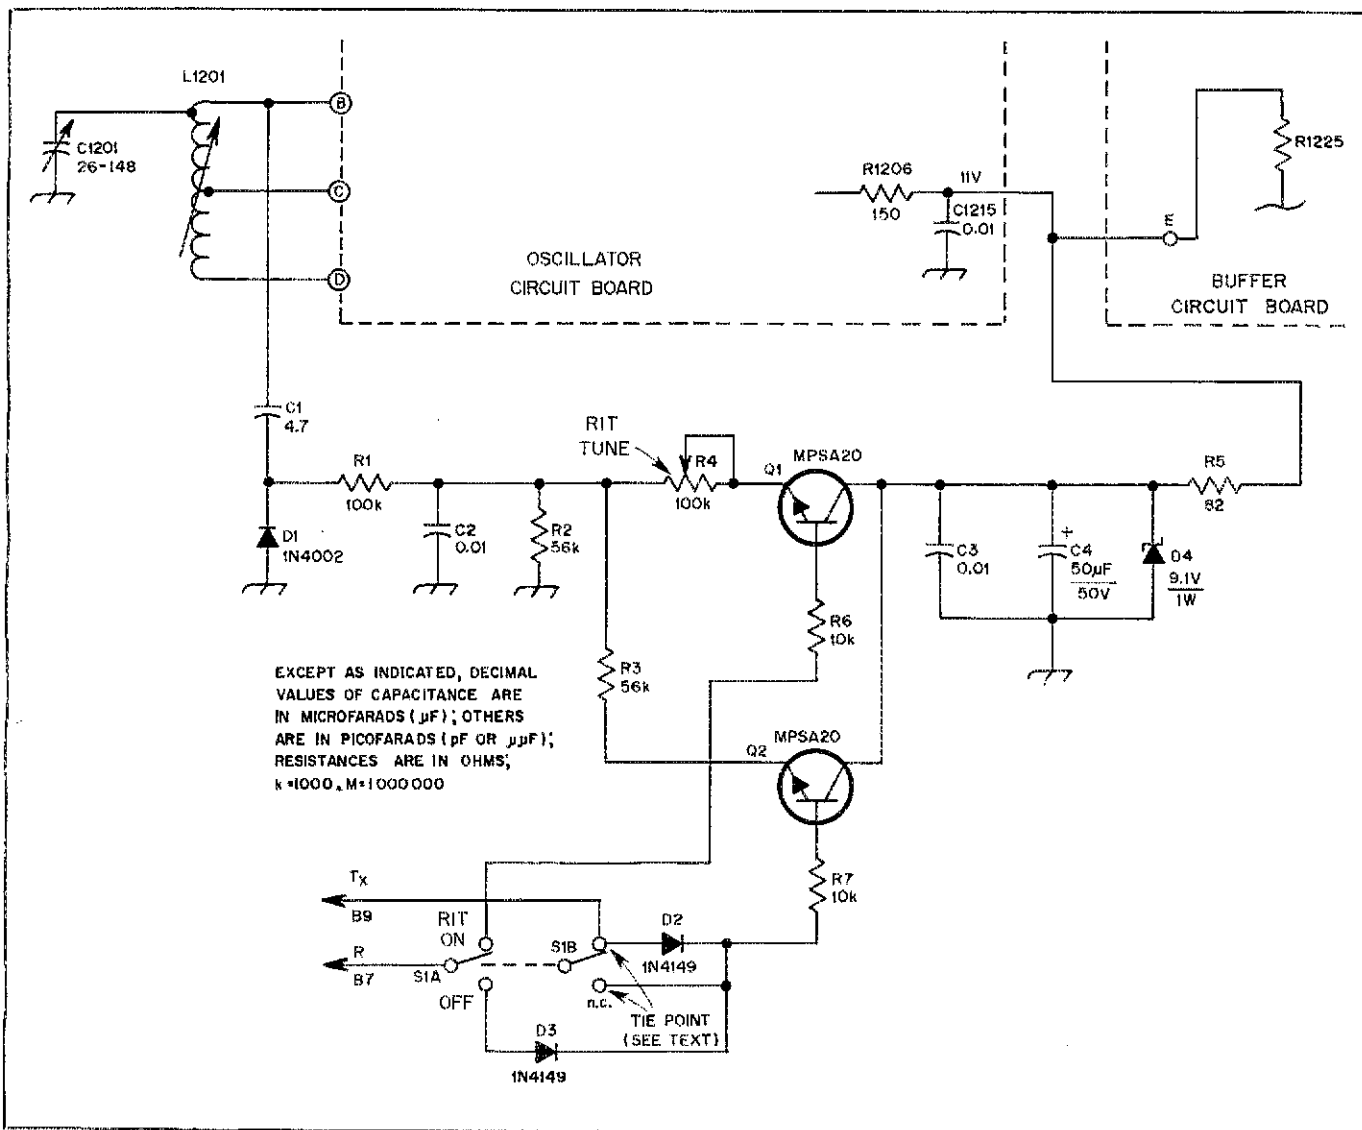 L1201
B
C1201
26-148
C
D
OSCILLATOR
CIRCUIT BOARD
R1206
150
11V
C1215
0.01
E
R1225
BUFFER
CIRCUIT BOARD
C1
4.7
R1
100k
D1
1N4002
C2
0.01
R2
56k
RIT
TUNE
R4
100k
Q1
MPSA20
R5
82
C3
0.01
+
C4
50µF
50V
D4
9.1V
1W
R6
10k
R3
56k
EXCEPT AS INDICATED, DECIMAL
VALUES OF CAPACITANCE ARE
IN MICROFARADS (µF); OTHERS
ARE IN PICOFARADS (pF OR µµF);
RESISTANCES ARE IN OHMS;
k=1000, M=1000000
Q2
MPSA20
R7
10k
Tx
B9
RIT
ON
R
B7
S1A
OFF
S1B
n.c.
D2
1N4149
TIE POINT
(SEE TEXT)
D3
1N4149